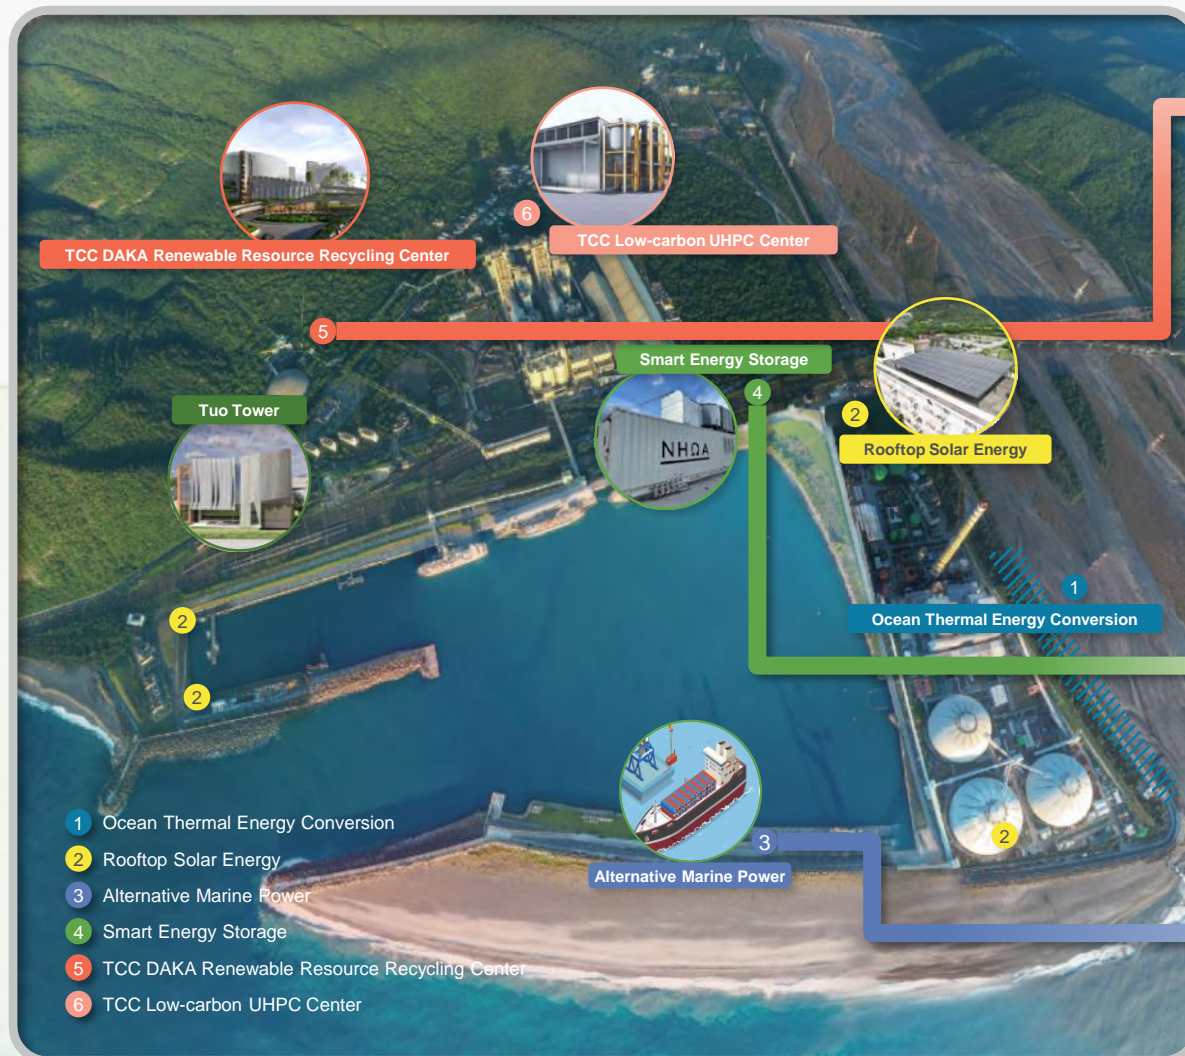 6
TCC Low-carbon UHPC Center
TCC DAKA Renewable Resource Recycling Center
5
Smart Energy Storage
4
NHΩA
Tuo Tower
2
Rooftop Solar Energy
1
Ocean Thermal Energy Conversion
2
2
2
3
Alternative Marine Power
1 Ocean Thermal Energy Conversion
2 Rooftop Solar Energy
3 Alternative Marine Power
4 Smart Energy Storage
5 TCC DAKA Renewable Resource Recycling Center
6 TCC Low-carbon UHPC Center